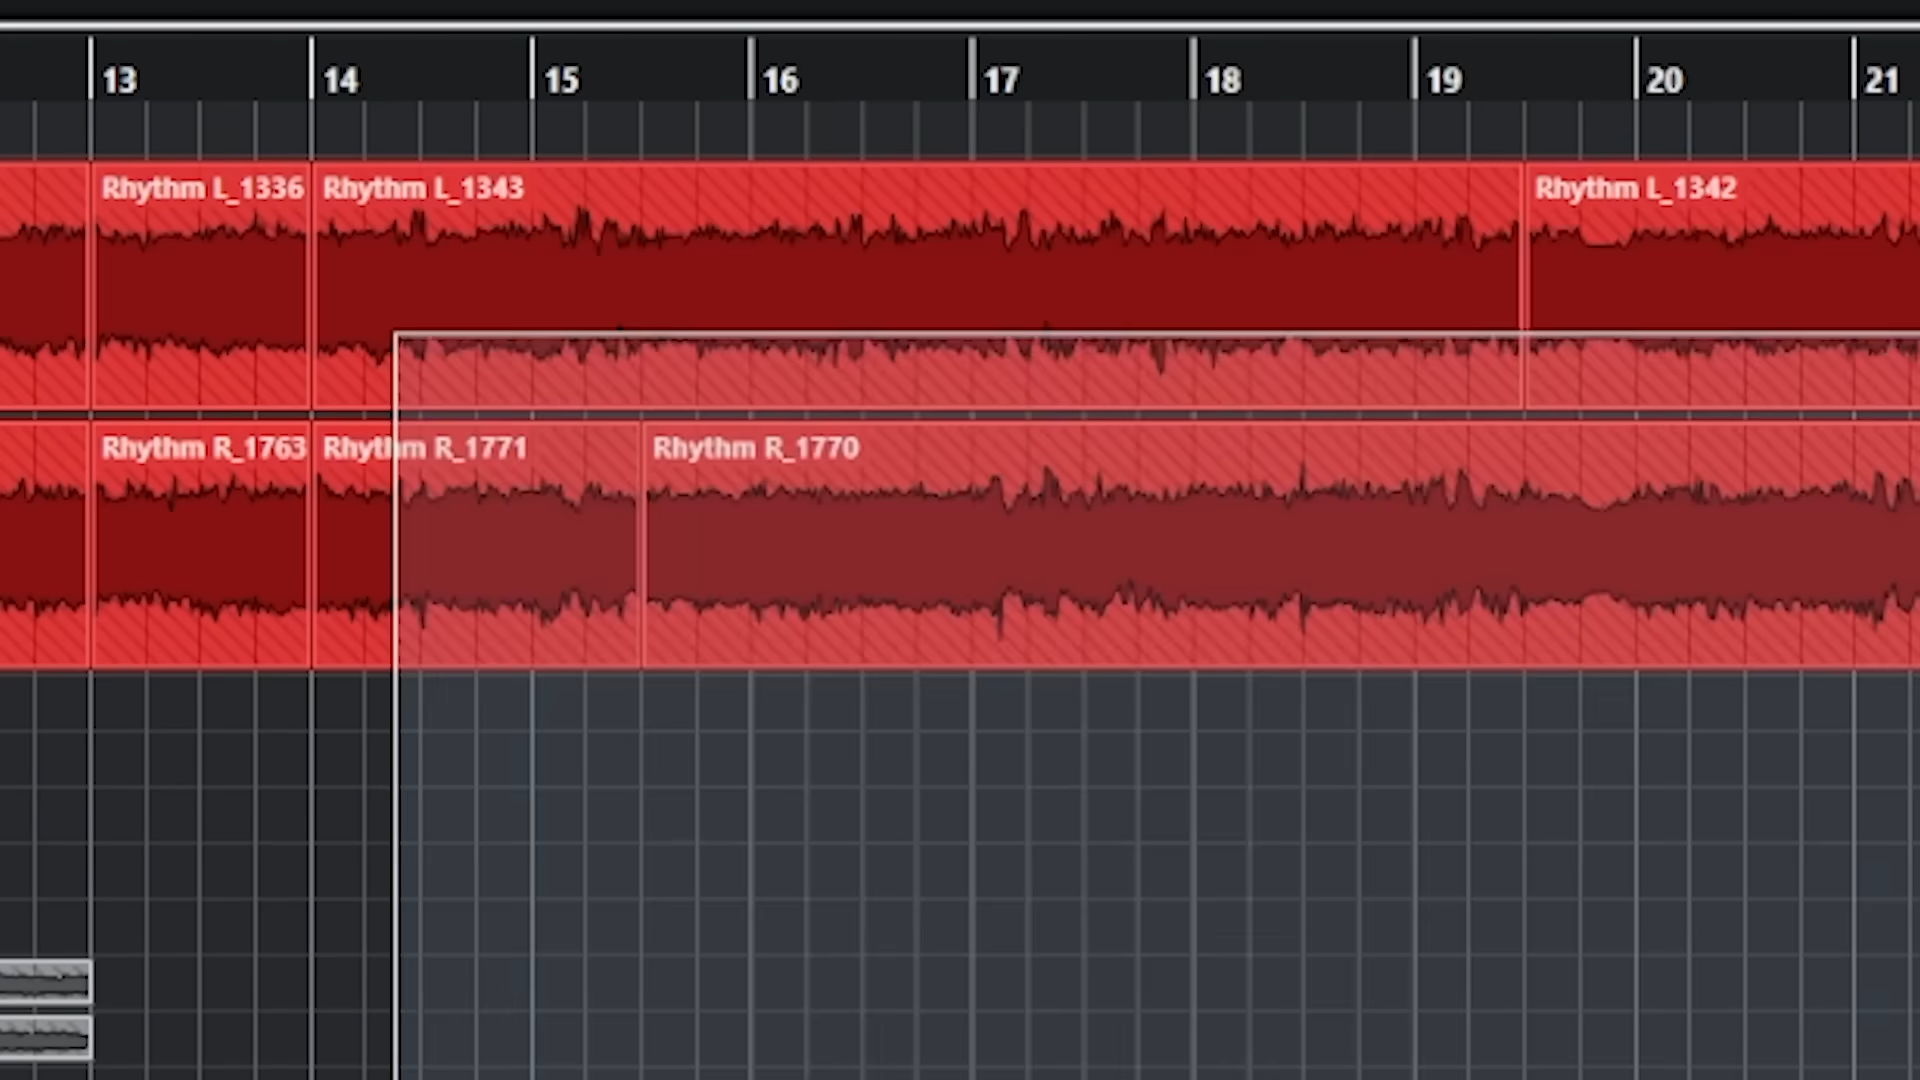 13 14 15 16 17 18 19 20 21
Rhythm L_1336 Rhythm L_1343 Rhythm L_1342
Rhythm R_1763 Rhythm R_1771 Rhythm R_1770